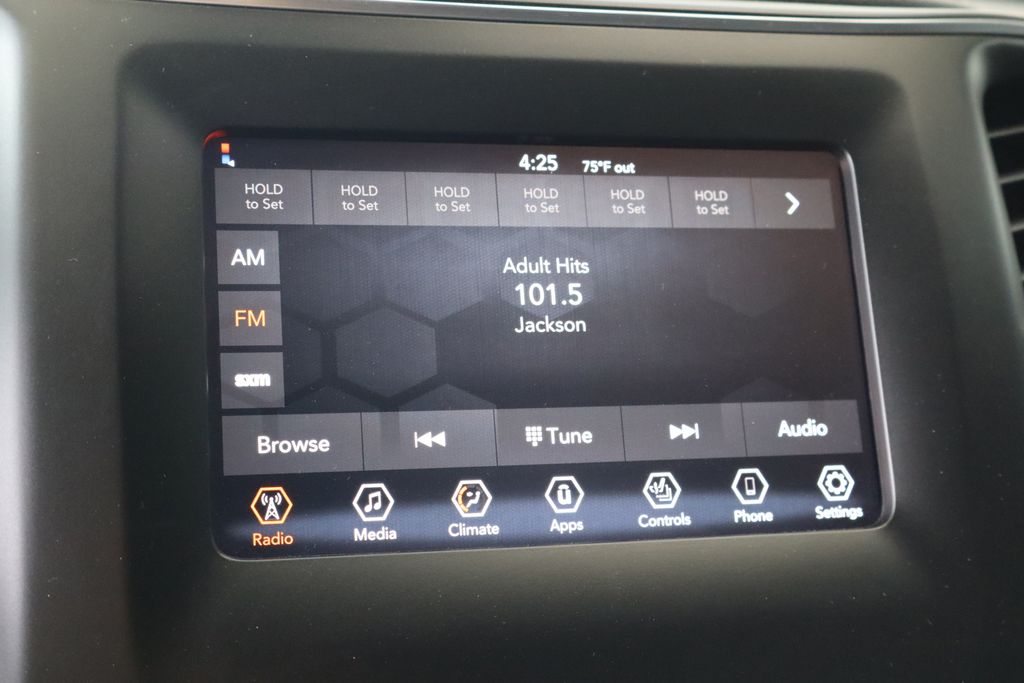 4:25 75°F out
HOLD to Set
HOLD to Set
HOLD to Set
HOLD to Set
HOLD to Set
HOLD to Set
AM
FM
sxm
Adult Hits
101.5
Jackson
Browse Tune Audio
Radio Media Climate Apps Controls Phone Settings